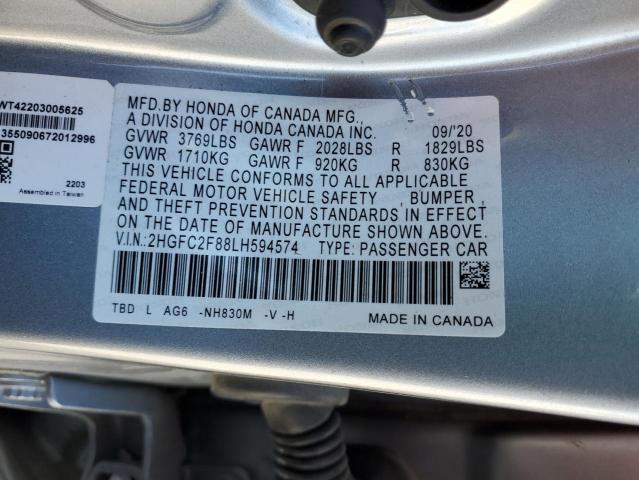 WT42203005625
355090672012996
2203
Assembled in Taiwan
MFD.BY HONDA OF CANADA MFG.,
A DIVISION OF HONDA CANADA INC. 09/'20
GVWR 3769LBS GAWR F 2028LBS R 1829LBS
GVWR 1710KG GAWR F 920KG R 830KG
THIS VEHICLE CONFORMS TO ALL APPLICABLE
FEDERAL MOTOR VEHICLE SAFETY , BUMPER ,
AND THEFT PREVENTION STANDARDS IN EFFECT
ON THE DATE OF MANUFACTURE SHOWN ABOVE.
V.I.N.:2HGFC2F88LH594574 TYPE: PASSENGER CAR
TBD L AG6 -NH830M -V -H
MADE IN CANADA